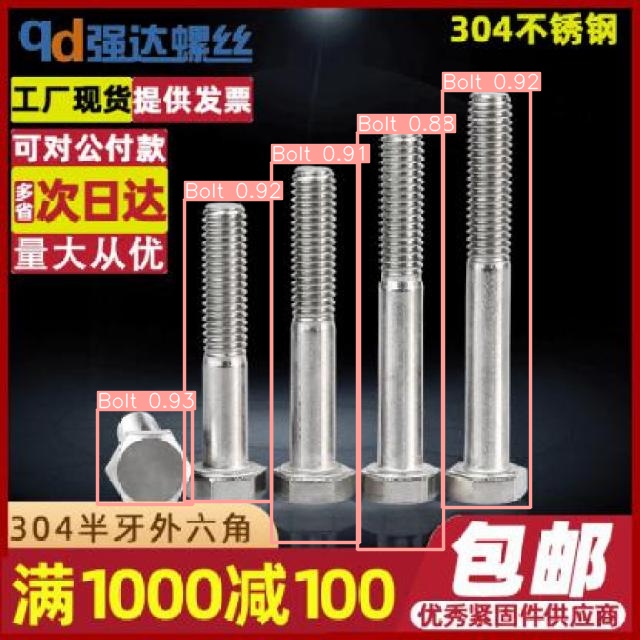 qd强达螺丝
304不锈钢
工厂现货提供发票
可对公付款
多省次日达
量大从优
Bolt 0.92
Bolt 0.91
Bolt 0.88
Bolt 0.92
Bolt 0.93
304半牙外六角
包邮
满1000减100
优秀紧固件供应商